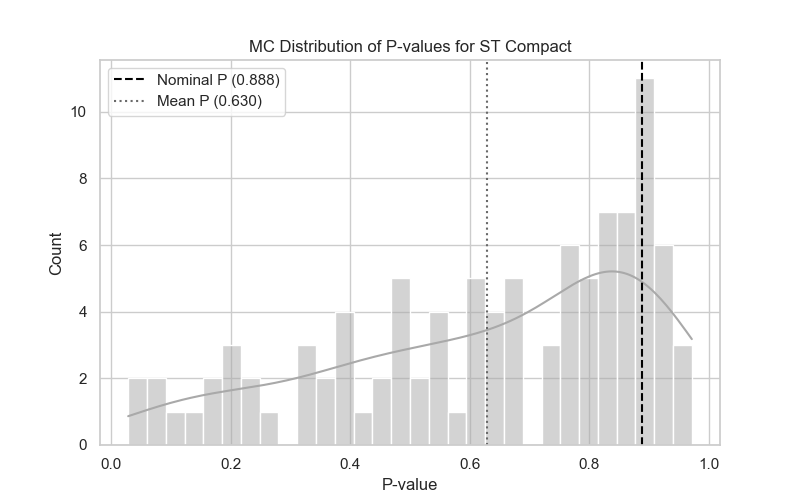 MC Distribution of P-values for ST Compact
Nominal P (0.888)
Mean P (0.630)
Count
10
8
6
4
2
0
0.0 0.2 0.4 0.6 0.8 1.0
P-value